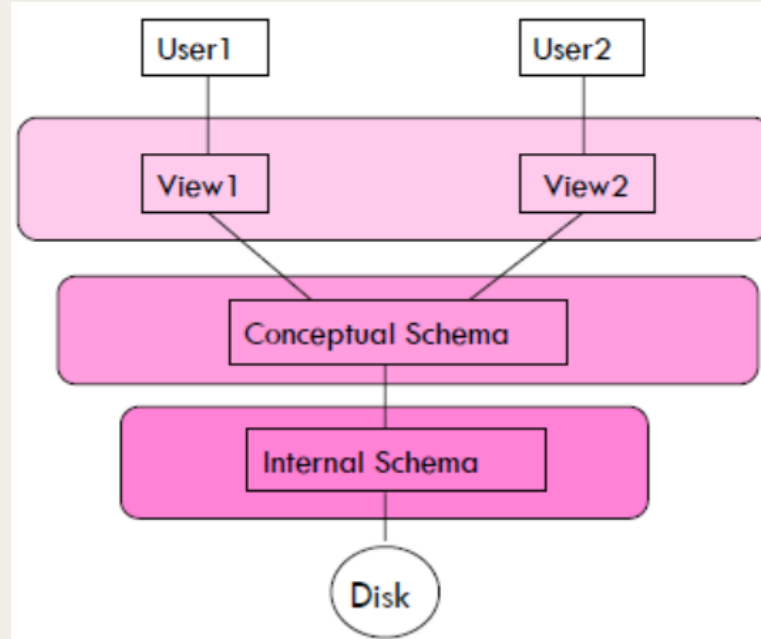 User1
User2
View1
View2
Conceptual Schema
Internal Schema
Disk